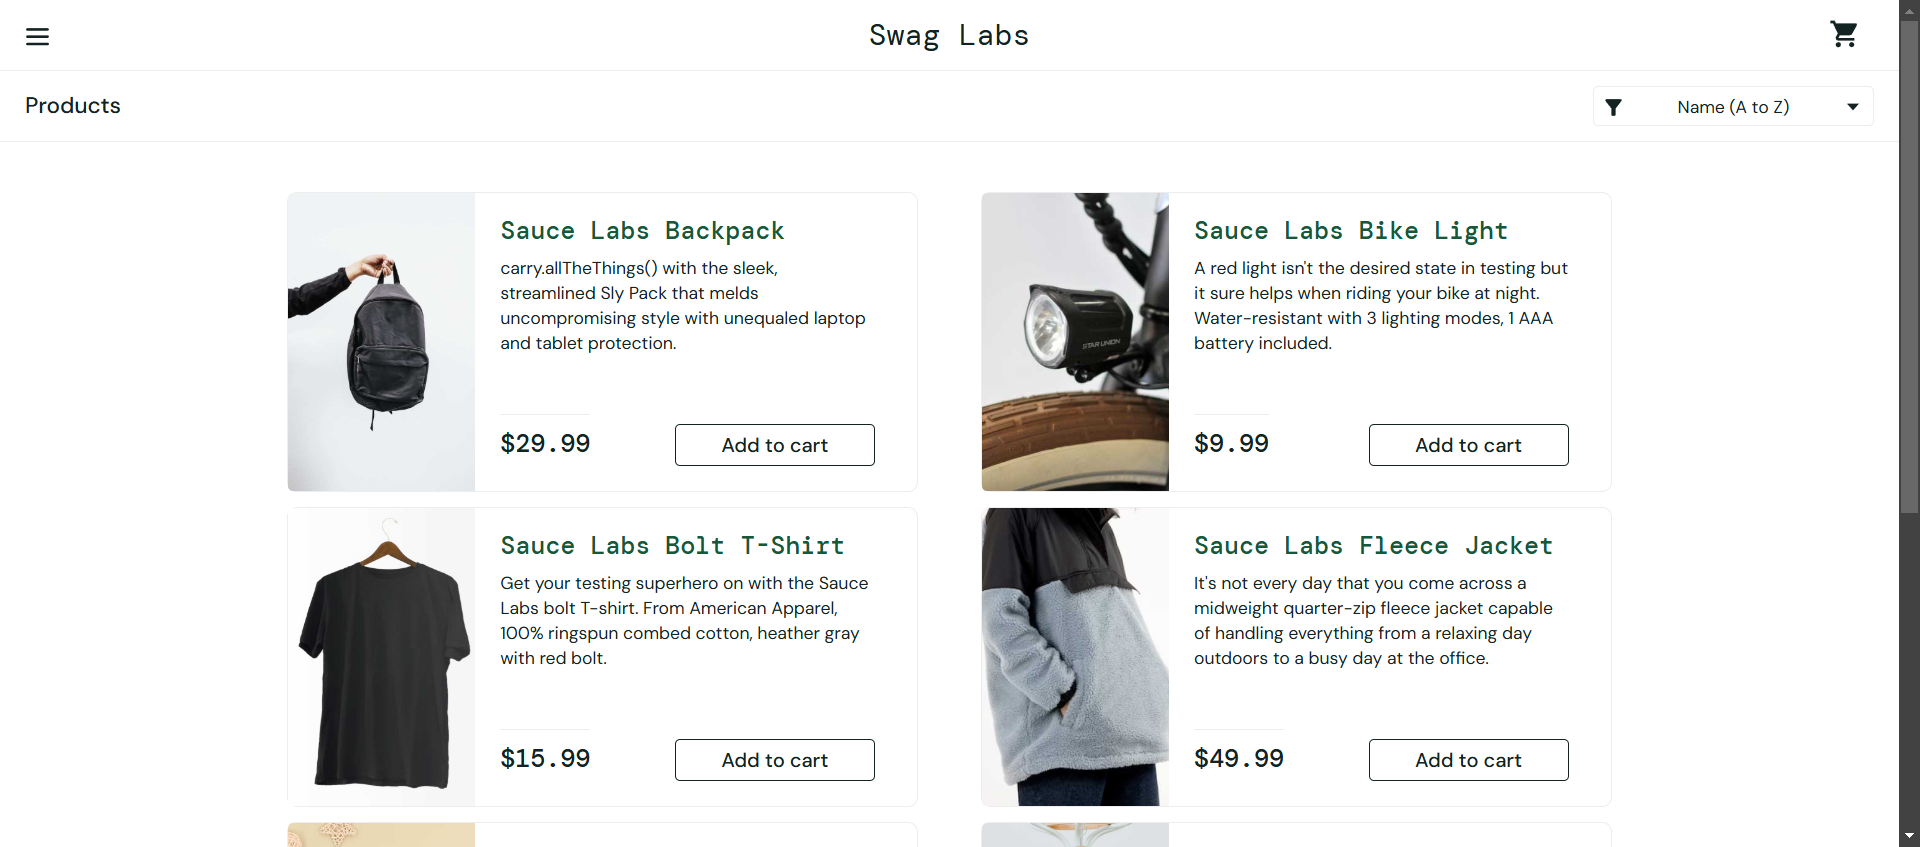 Swag Labs
Products
Name (A to Z)
Sauce Labs Backpack
carry.allTheThings() with the sleek,
streamlined Sly Pack that melds
uncompromising style with unequaled laptop
and tablet protection.
$29.99
Add to cart
Sauce Labs Bike Light
A red light isn't the desired state in testing but
it sure helps when riding your bike at night.
Water-resistant with 3 lighting modes, 1 AAA
battery included.
$9.99
Add to cart
STAR UNION
Sauce Labs Bolt T-Shirt
Get your testing superhero on with the Sauce
Labs bolt T-shirt. From American Apparel,
100% ringspun combed cotton, heather gray
with red bolt.
$15.99
Add to cart
Sauce Labs Fleece Jacket
It's not every day that you come across a
midweight quarter-zip fleece jacket capable
of handling everything from a relaxing day
outdoors to a busy day at the office.
$49.99
Add to cart